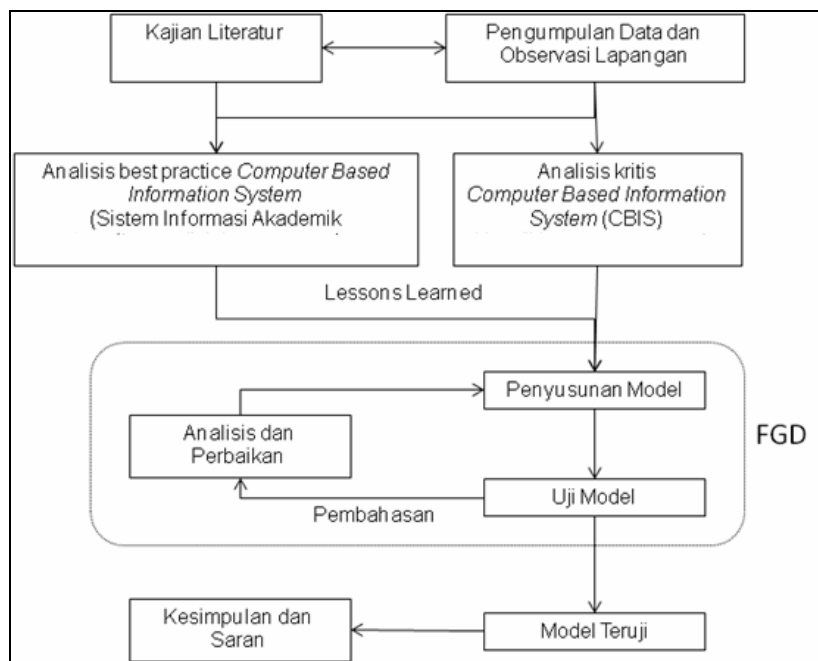 Kajian Literatur
Pengumpulan Data dan
Observasi Lapangan
Analisis best practice Computer Based
Information System
(Sistem Informasi Akademik
Analisis kritis
Computer Based Information
System (CBIS)
Lessons Learned
Penyusunan Model
Analisis dan
Perbaikan
FGD
Uji Model
Pembahasan
Kesimpulan dan
Saran
Model Teruji